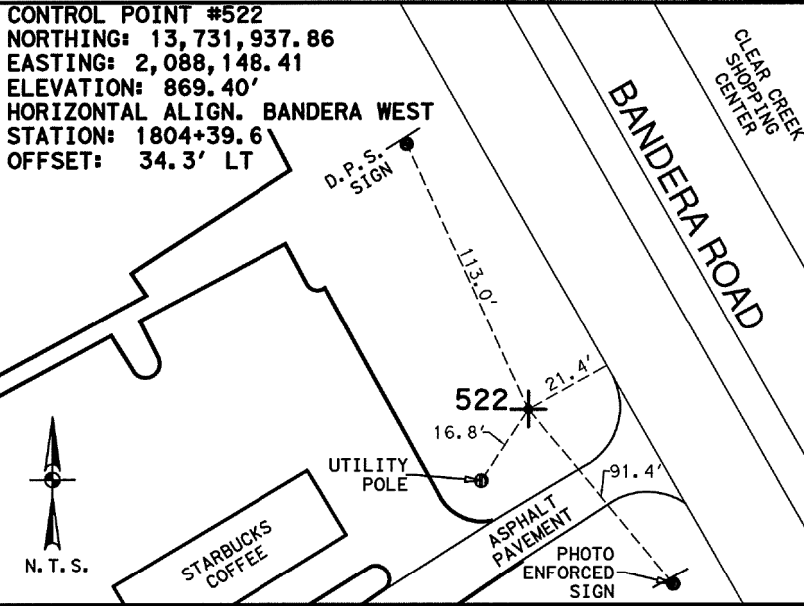 CONTROL POINT #522
NORTHING: 13,731,937.86
EASTING: 2,088,148.41
ELEVATION: 869.40'
HORIZONTAL ALIGN. BANDERA WEST
STATION: 1804+39.6
OFFSET: 34.3' LT
CLEAR CREEK
SHOPPING
CENTER
BANDERA ROAD
D.P.S.
SIGN
113.0'
21.4'
522
16.8'
UTILITY
POLE
91.4'
ASPHALT
PAVEMENT
STARBUCKS
COFFEE
PHOTO
ENFORCED
SIGN
N.T.S.